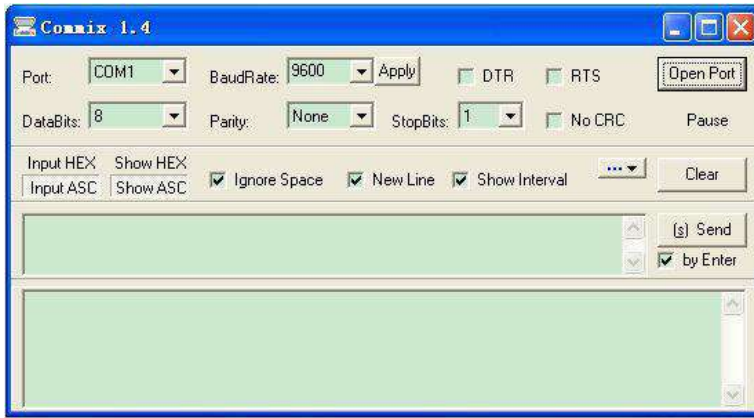 Commix 1.4
Port: COM1 BaudRate: 9600 Apply DTR RTS Open Port
DataBits: 8 Parity: None StopBits: 1 No CRC Pause
Input HEX Show HEX
Input ASC Show ASC Ignore Space New Line Show Interval ... Clear
(s) Send
by Enter